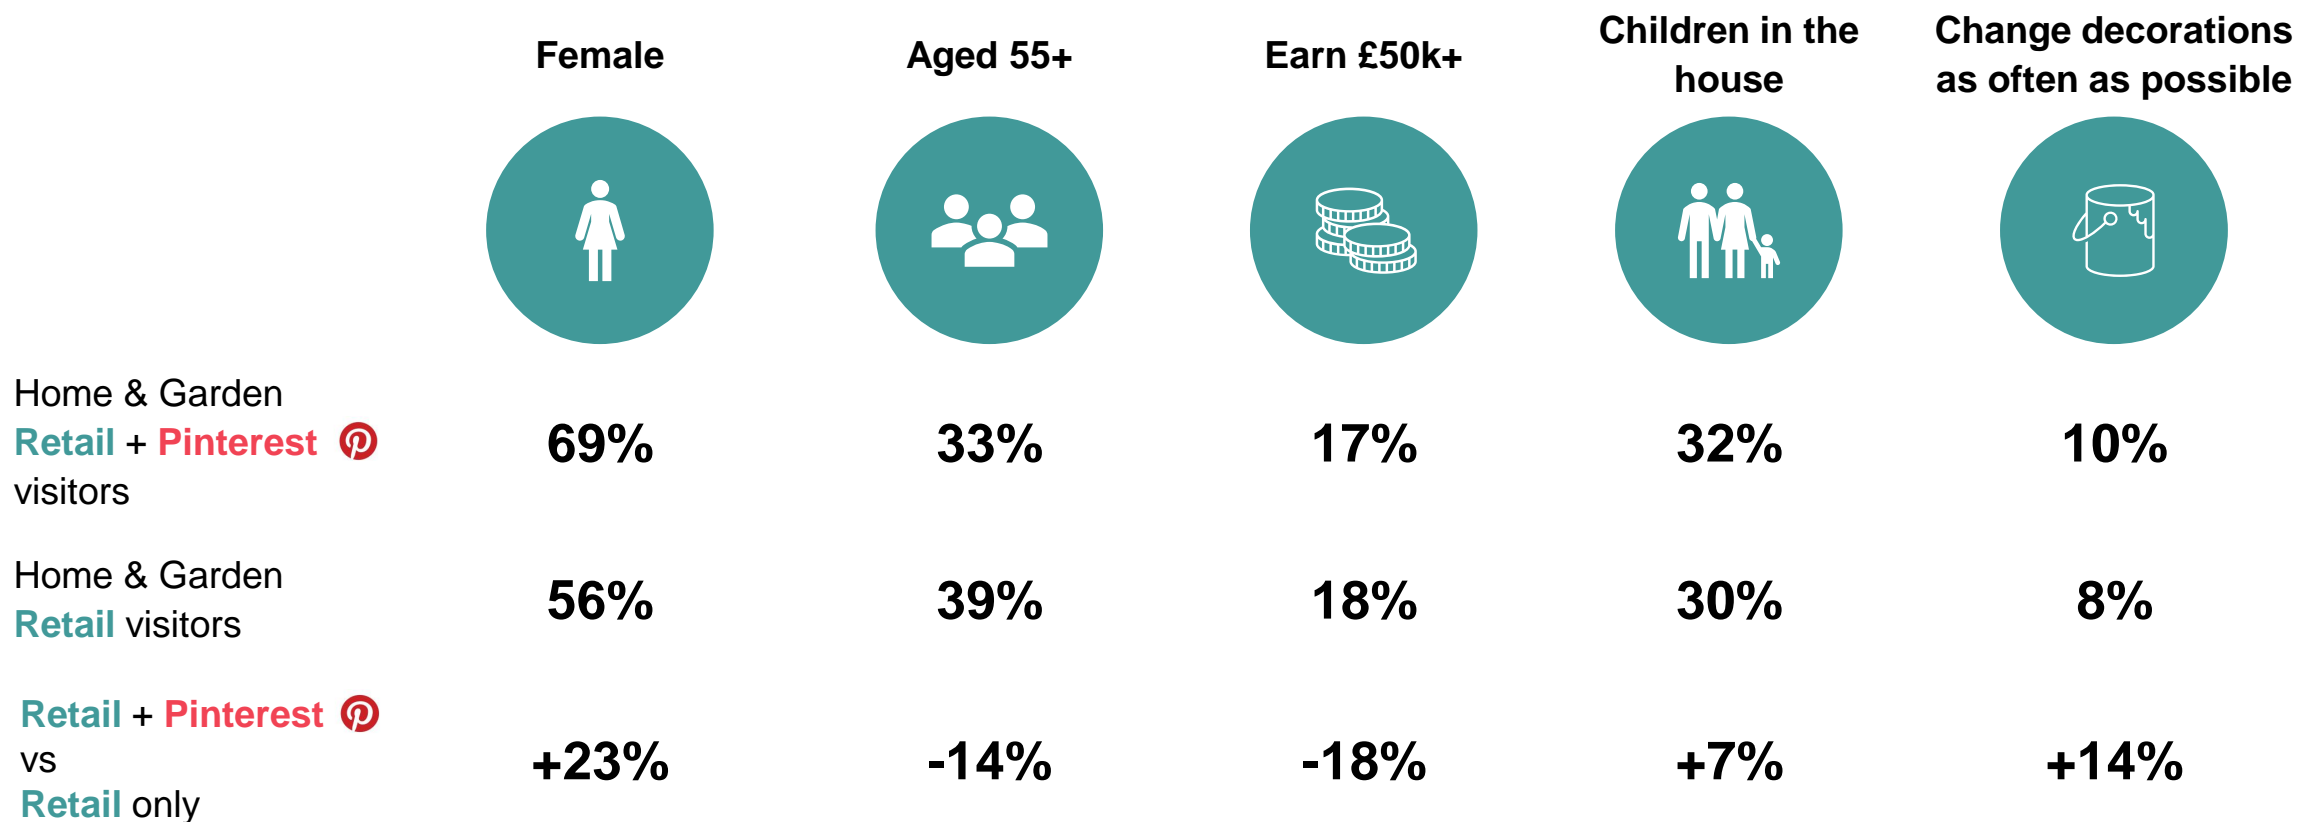 Female
Aged 55+
Earn £50k+
Children in the
house
Change decorations
as often as possible
Home & Garden
Retail + Pinterest
visitors
69%
33%
17%
32%
10%
Home & Garden
Retail visitors
56%
39%
18%
30%
8%
Retail + Pinterest
vs
Retail only
+23%
-14%
-18%
+7%
+14%